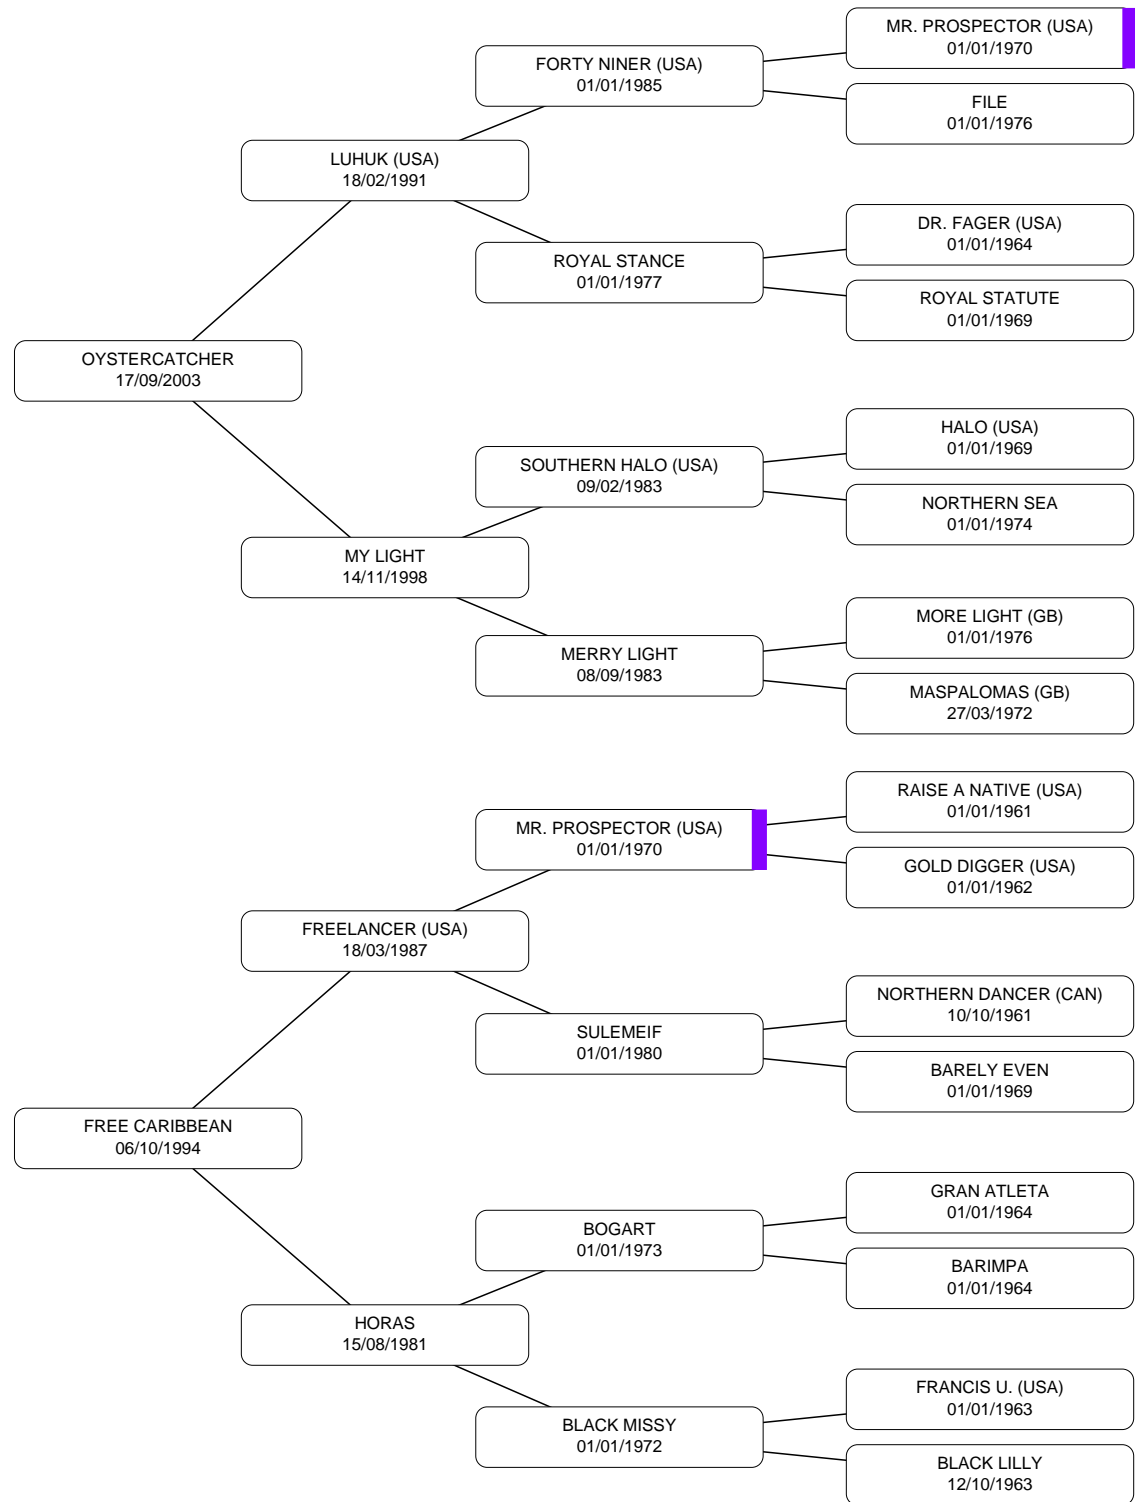 MR. PROSPECTOR (USA)
01/01/1970
FORTY NINER (USA)
01/01/1985
FILE
01/01/1976
LUHUK (USA)
18/02/1991
DR. FAGER (USA)
01/01/1964
ROYAL STANCE
01/01/1977
ROYAL STATUTE
01/01/1969
OYSTERCATCHER
17/09/2003
HALO (USA)
01/01/1969
SOUTHERN HALO (USA)
09/02/1983
NORTHERN SEA
01/01/1974
MY LIGHT
14/11/1998
MORE LIGHT (GB)
01/01/1976
MERRY LIGHT
08/09/1983
MASPALOMAS (GB)
27/03/1972
RAISE A NATIVE (USA)
01/01/1961
MR. PROSPECTOR (USA)
01/01/1970
GOLD DIGGER (USA)
01/01/1962
FREELANCER (USA)
18/03/1987
NORTHERN DANCER (CAN)
10/10/1961
SULEMEIF
01/01/1980
BARELY EVEN
01/01/1969
FREE CARIBBEAN
06/10/1994
GRAN ATLETA
01/01/1964
BOGART
01/01/1973
BARIMPA
01/01/1964
HORAS
15/08/1981
FRANCIS U. (USA)
01/01/1963
BLACK MISSY
01/01/1972
BLACK LILLY
12/10/1963